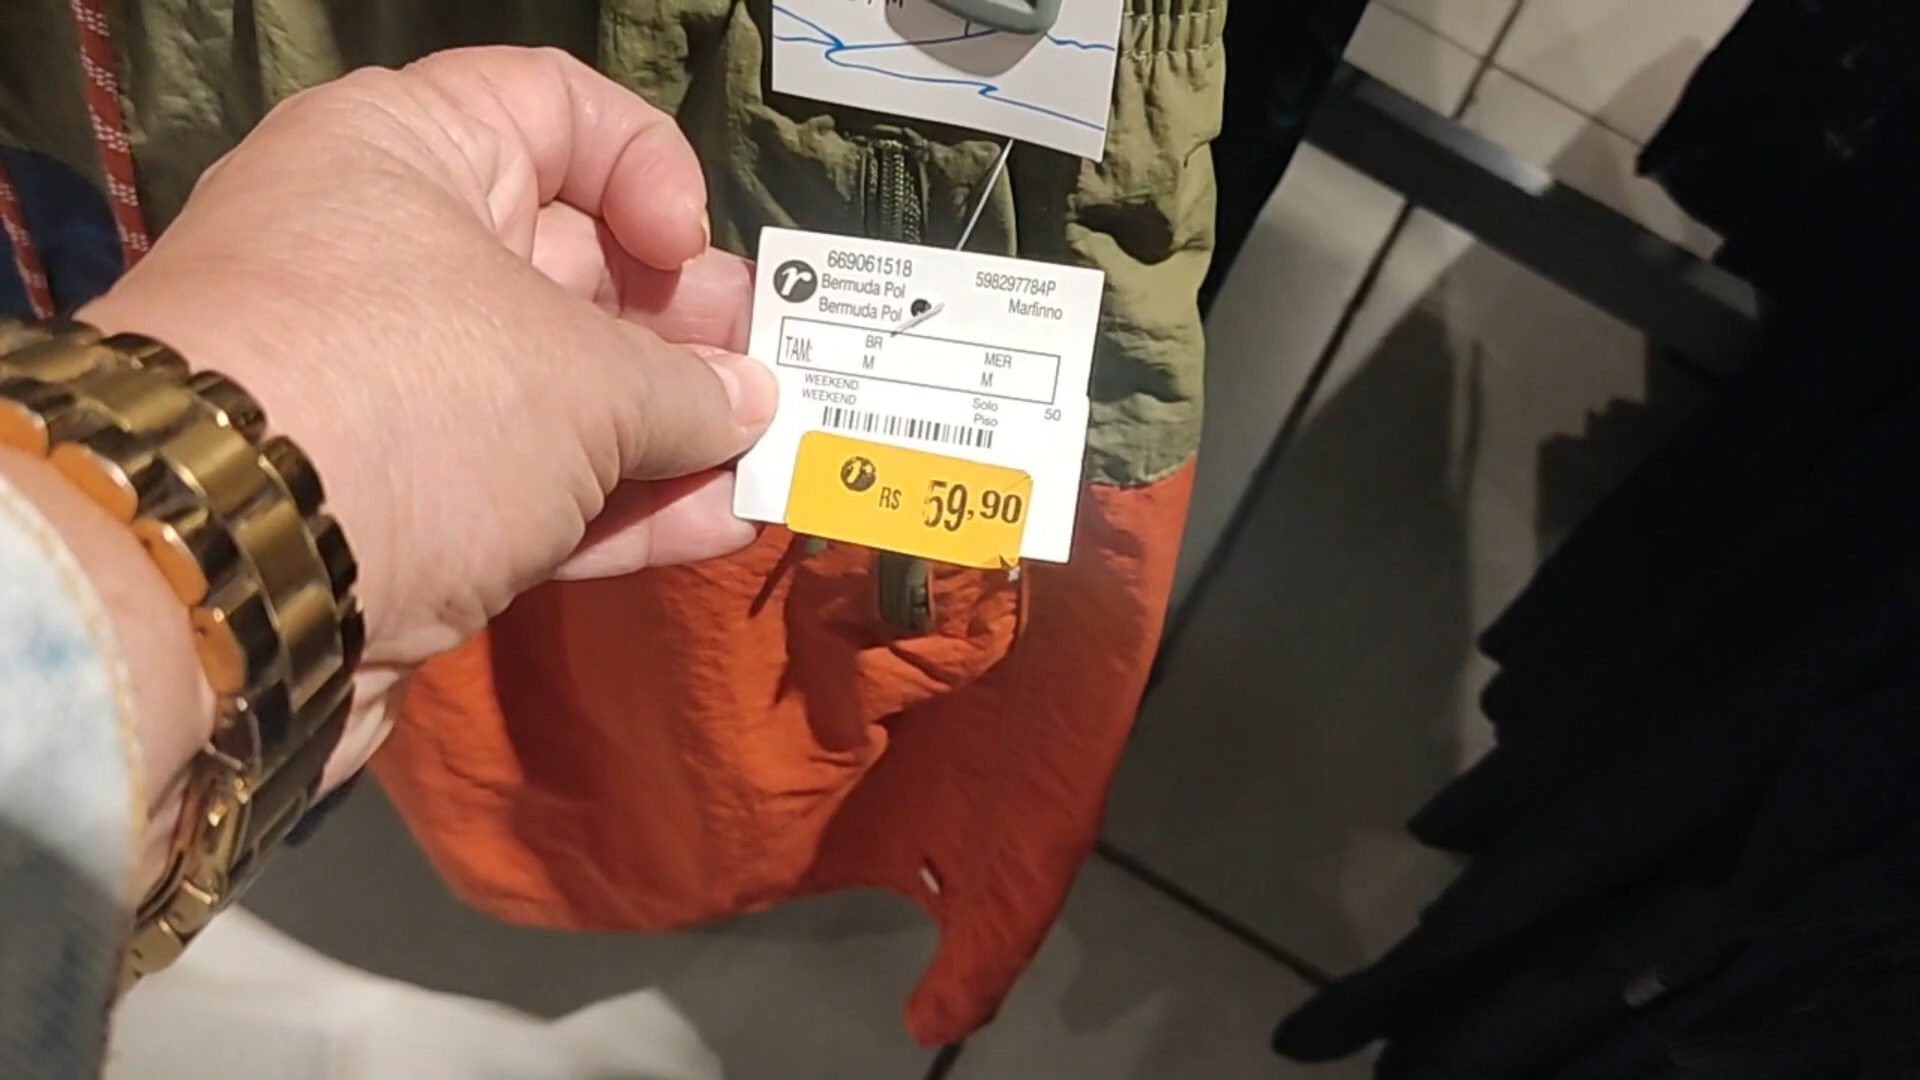 669061518
598297784P
Bermuda Pol
Marfinno
Bermuda Pol
TAM:
BR
MER
M
M
WEEKEND
WEEKEND
Solo
50
Piso
R$ 59,90